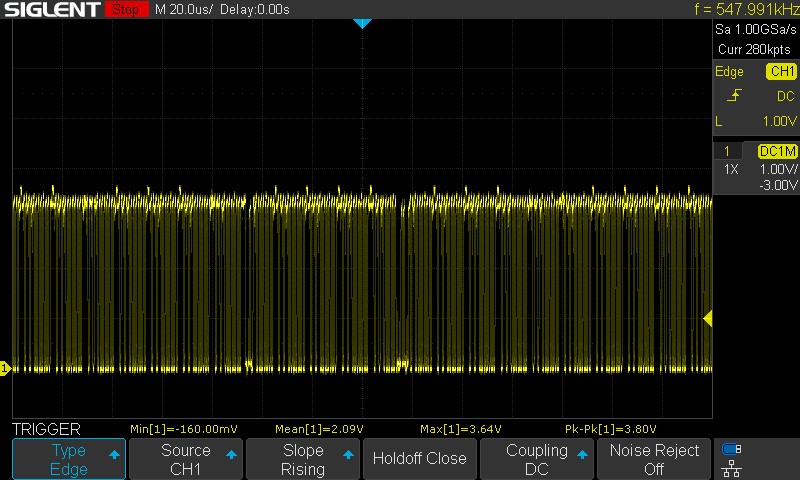 SIGLENT Stop M 20.0us/ Delay:0.00s f = 547.991kHz
Sa 1.00GSa/s
Curr 280kpts
Edge CH1
DC
L 1.00V
1 DC1M
1X 1.00V/
-3.00V
1
TRIGGER Min[1]=-160.00mV Mean[1]=2.09V Max[1]=3.64V Pk-Pk[1]=3.80V
Type Source Slope Holdoff Close Coupling Noise Reject
Edge CH1 Rising DC Off